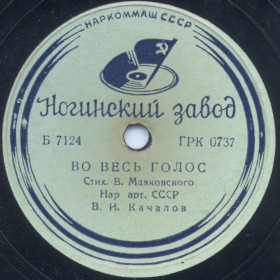 НАРКОММАШ СССР
Ногинский завод
Б 7124 ГРК 0737
ВО ВЕСЬ ГОЛОС
Стих. В. Маяковского
Нар арт. СССР
В. И. Качалов